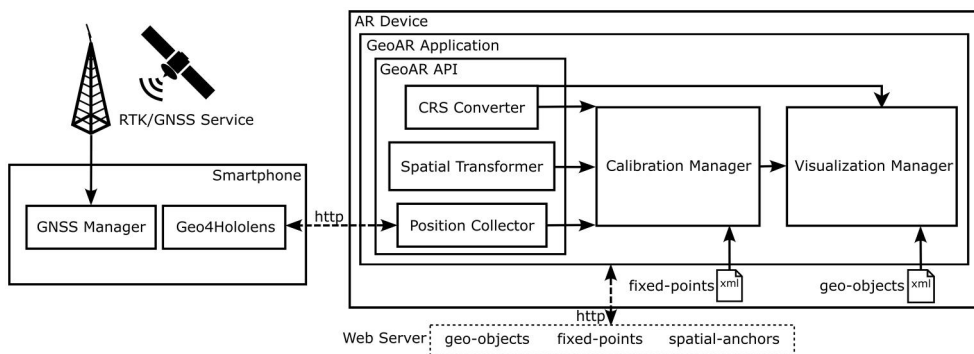 AR Device
GeoAR Application
GeoAR API
CRS Converter
RTK/GNSS Service
Spatial Transformer
Calibration Manager
Visualization Manager
Smartphone
http
GNSS Manager
Geo4Hololens
Position Collector
fixed-points
xml
geo-objects
xml
http
Web Server
geo-objects
fixed-points
spatial-anchors